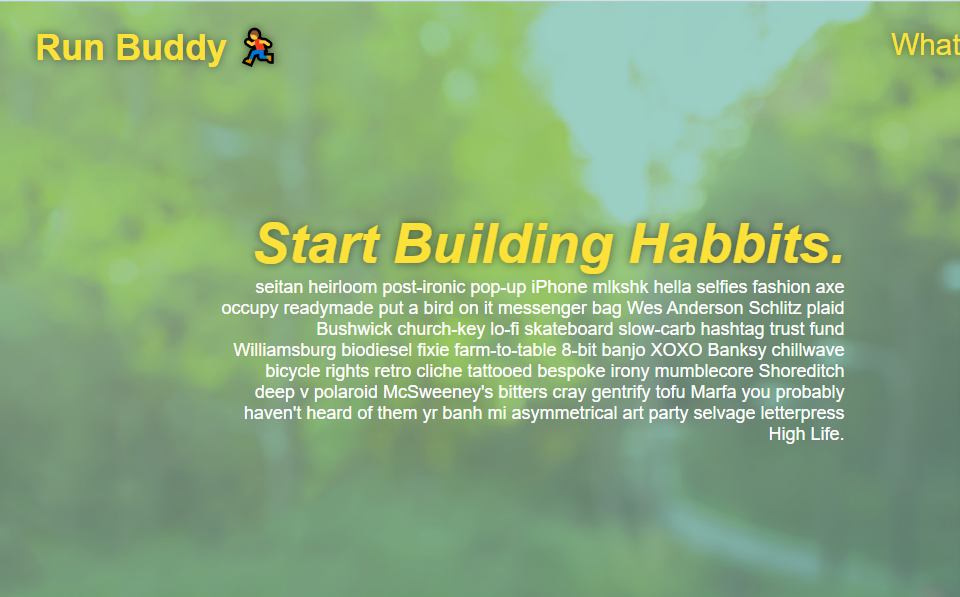 Run Buddy 🏃
What
Start Building Habbits.
seitan heirloom post-ironic pop-up iPhone mlkshk hella selfies fashion axe
occupy readymade put a bird on it messenger bag Wes Anderson Schlitz plaid
Bushwick church-key lo-fi skateboard slow-carb hashtag trust fund
Williamsburg biodiesel fixie farm-to-table 8-bit banjo XOXO Banksy chillwave
bicycle rights retro cliche tattooed bespoke irony mumblecore Shoreditch
deep v polaroid McSweeney's bitters cray gentrify tofu Marfa you probably
haven't heard of them yr banh mi asymmetrical art party selvage letterpress
High Life.